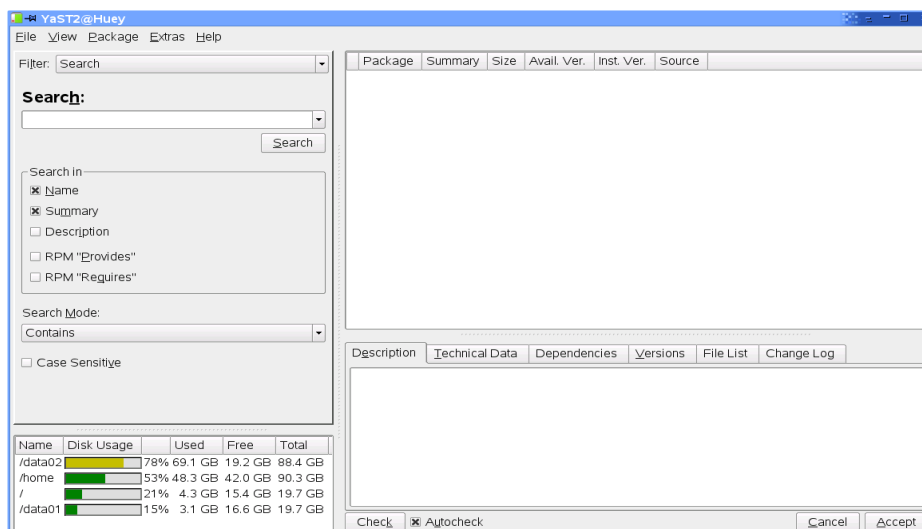 YaST2@Huey
File View Package Extras Help
Filter: Search
Search:
Search
Search in
Name
Summary
Description
RPM "Provides"
RPM "Requires"
Search Mode:
Contains
Case Sensitive
Name Disk Usage Used Free Total
/data02 78% 69.1 GB 19.2 GB 88.4 GB
/home 53% 48.3 GB 42.0 GB 90.3 GB
/ 21% 4.3 GB 15.4 GB 19.7 GB
/data01 15% 3.1 GB 16.6 GB 19.7 GB
Package Summary Size Avail. Ver. Inst. Ver. Source
Description Technical Data Dependencies Versions File List Change Log
Check Autocheck Cancel Accept